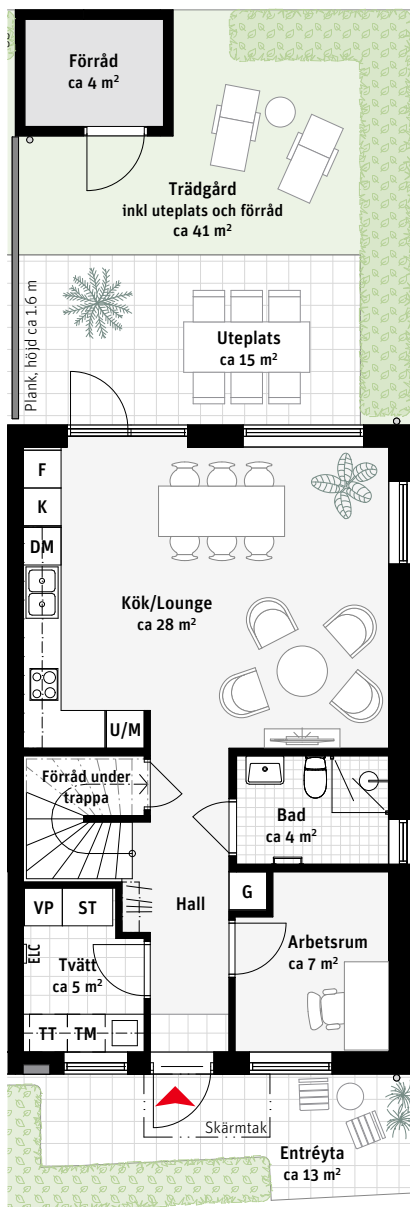 Förråd
ca 4 m²
Trädgård
inkl uteplats och förråd
ca 41 m²
Plank, höjd ca 1.6 m
Uteplats
ca 15 m²
F
K
DM
Kök/Lounge
ca 28 m²
U/M
Förråd under
trappa
Bad
ca 4 m²
VP ST
Hall
G
ELC
Tvätt
ca 5 m²
Arbetsrum
ca 7 m²
TT TM
Skärmtak
Entréyta
ca 13 m²